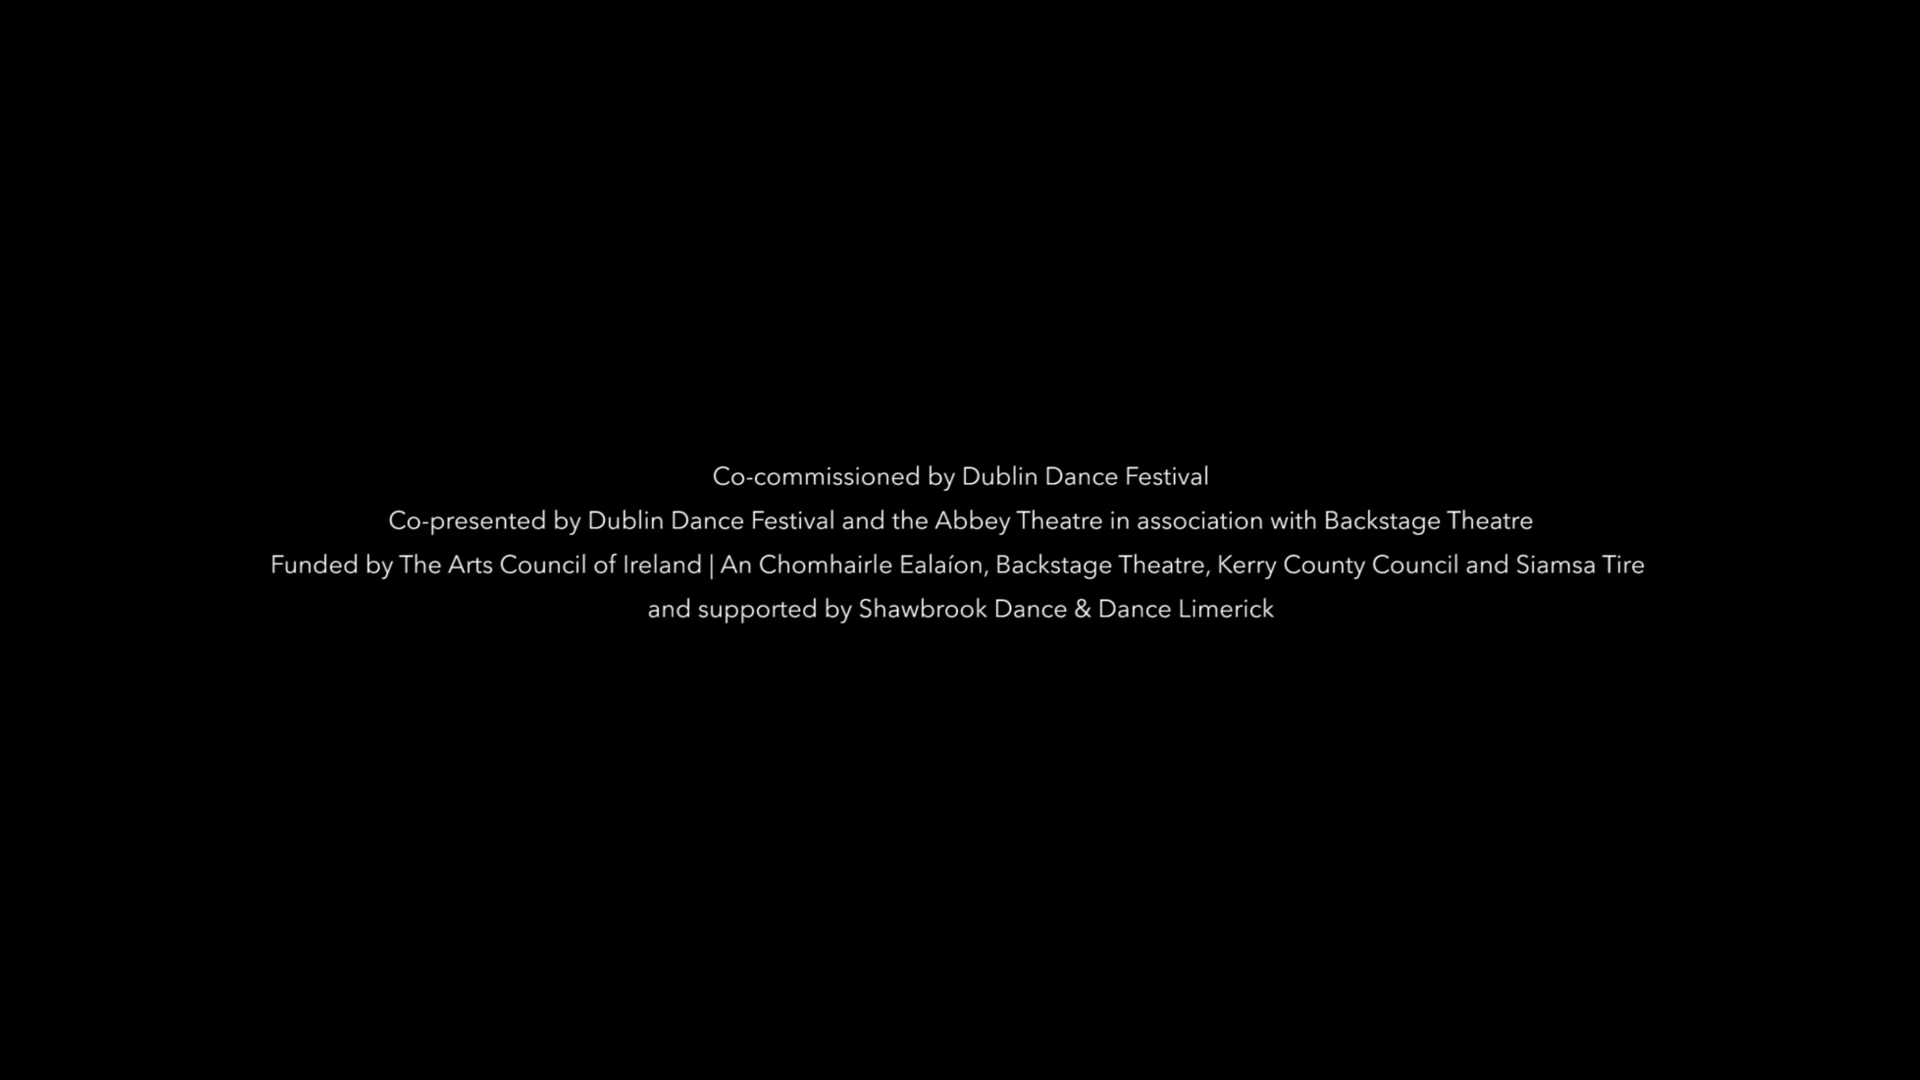 Co-commissioned by Dublin Dance Festival
Co-presented by Dublin Dance Festival and the Abbey Theatre in association with Backstage Theatre
Funded by The Arts Council of Ireland | An Chomhairle Ealaíon, Backstage Theatre, Kerry County Council and Siamsa Tire
and supported by Shawbrook Dance & Dance Limerick